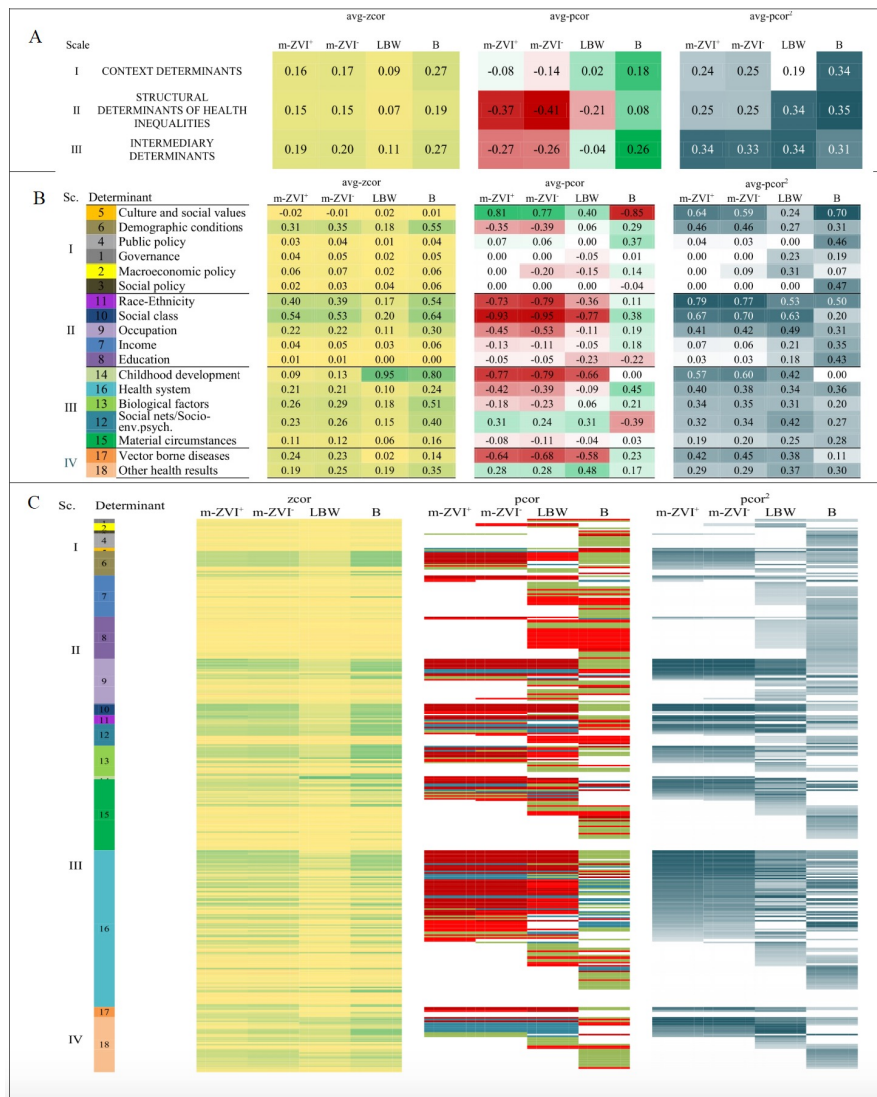 A
avg-zcor avg-pcor avg-pcor²
Scale m-ZVI⁺ m-ZVI⁻ LBW B m-ZVI⁺ m-ZVI⁻ LBW B m-ZVI⁺ m-ZVI⁻ LBW B
I CONTEXT DETERMINANTS 0.16 0.17 0.09 0.27 -0.08 -0.14 0.02 0.18 0.24 0.25 0.19 0.34
II STRUCTURAL DETERMINANTS OF HEALTH INEQUALITIES 0.15 0.15 0.07 0.19 -0.37 -0.41 -0.21 0.08 0.25 0.25 0.34 0.35
III INTERMEDIARY DETERMINANTS 0.19 0.20 0.11 0.27 -0.27 -0.26 -0.04 0.26 0.34 0.33 0.34 0.31
B
avg-zcor avg-pcor avg-pcor²
Sc. Determinant m-ZVI⁺ m-ZVI⁻ LBW B m-ZVI⁺ m-ZVI⁻ LBW B m-ZVI⁺ m-ZVI⁻ LBW B
I
5 Culture and social values -0.02 -0.01 0.02 0.01 0.81 0.77 0.40 -0.85 0.64 0.59 0.24 0.70
6 Demographic conditions 0.31 0.35 0.18 0.55 -0.35 -0.39 0.06 0.29 0.46 0.46 0.27 0.31
4 Public policy 0.03 0.04 0.01 0.04 0.07 0.06 0.00 0.37 0.04 0.03 0.00 0.46
1 Governance 0.04 0.05 0.02 0.05 0.00 0.00 -0.05 0.01 0.00 0.00 0.23 0.19
2 Macroeconomic policy 0.06 0.07 0.02 0.06 0.00 -0.20 -0.15 0.14 0.00 0.09 0.31 0.07
3 Social policy 0.02 0.03 0.04 0.06 0.00 0.00 0.00 -0.04 0.00 0.00 0.00 0.47
II
11 Race-Ethnicity 0.40 0.39 0.17 0.54 -0.73 -0.79 -0.36 0.11 0.79 0.77 0.53 0.50
10 Social class 0.54 0.53 0.20 0.64 -0.93 -0.95 -0.77 0.38 0.67 0.70 0.63 0.20
9 Occupation 0.22 0.22 0.11 0.30 -0.45 -0.53 -0.11 0.19 0.41 0.42 0.49 0.31
7 Income 0.04 0.05 0.03 0.06 -0.13 -0.11 -0.05 0.18 0.07 0.06 0.21 0.35
8 Education 0.01 0.01 0.00 0.00 -0.05 -0.05 -0.23 -0.22 0.03 0.03 0.18 0.43
III
14 Childhood development 0.09 0.13 0.95 0.80 -0.77 -0.79 -0.66 0.00 0.57 0.60 0.42 0.00
16 Health system 0.21 0.21 0.10 0.24 -0.42 -0.39 -0.09 0.45 0.40 0.38 0.34 0.36
13 Biological factors 0.26 0.29 0.18 0.51 -0.18 -0.23 0.06 0.21 0.34 0.35 0.31 0.20
12 Social nets/Socio-env.psych. 0.23 0.26 0.15 0.40 0.31 0.24 0.31 -0.39 0.32 0.34 0.42 0.27
15 Material circumstances 0.11 0.12 0.06 0.16 -0.08 -0.11 -0.04 0.03 0.19 0.20 0.25 0.28
IV
17 Vector borne diseases 0.24 0.23 0.02 0.14 -0.64 -0.68 -0.58 0.23 0.42 0.45 0.38 0.11
18 Other health results 0.19 0.25 0.19 0.35 0.28 0.28 0.48 0.17 0.29 0.29 0.37 0.30
C
zcor pcor pcor²
Sc. Determinant m-ZVI⁺ m-ZVI⁻ LBW B m-ZVI⁺ m-ZVI⁻ LBW B m-ZVI⁺ m-ZVI⁻ LBW B
2
I 4
6
7
II 8
9
10
11
12
13
15
III
16
17
IV 18